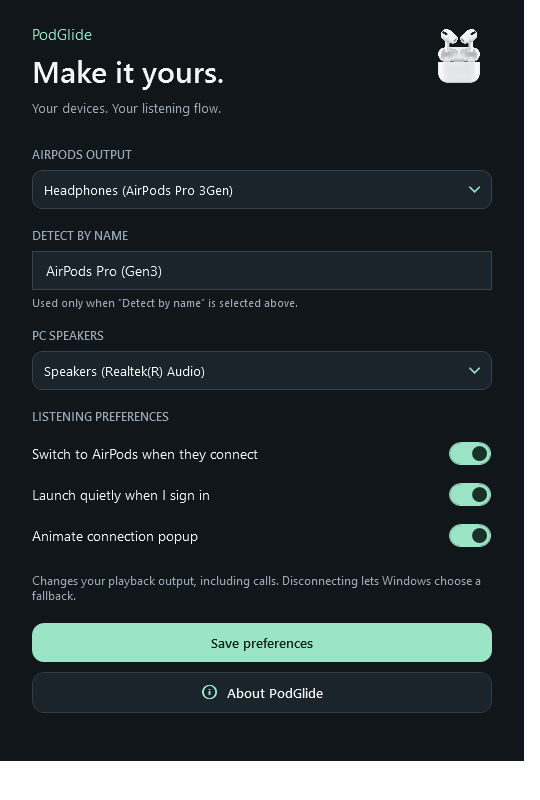 PodGlide
Make it yours.
Your devices. Your listening flow.
AIRPODS OUTPUT
Headphones (AirPods Pro 3Gen)
DETECT BY NAME
AirPods Pro (Gen3)
Used only when “Detect by name” is selected above.
PC SPEAKERS
Speakers (Realtek(R) Audio)
LISTENING PREFERENCES
Switch to AirPods when they connect
Launch quietly when I sign in
Animate connection popup
Changes your playback output, including calls. Disconnecting lets Windows choose a
fallback.
Save preferences
About PodGlide